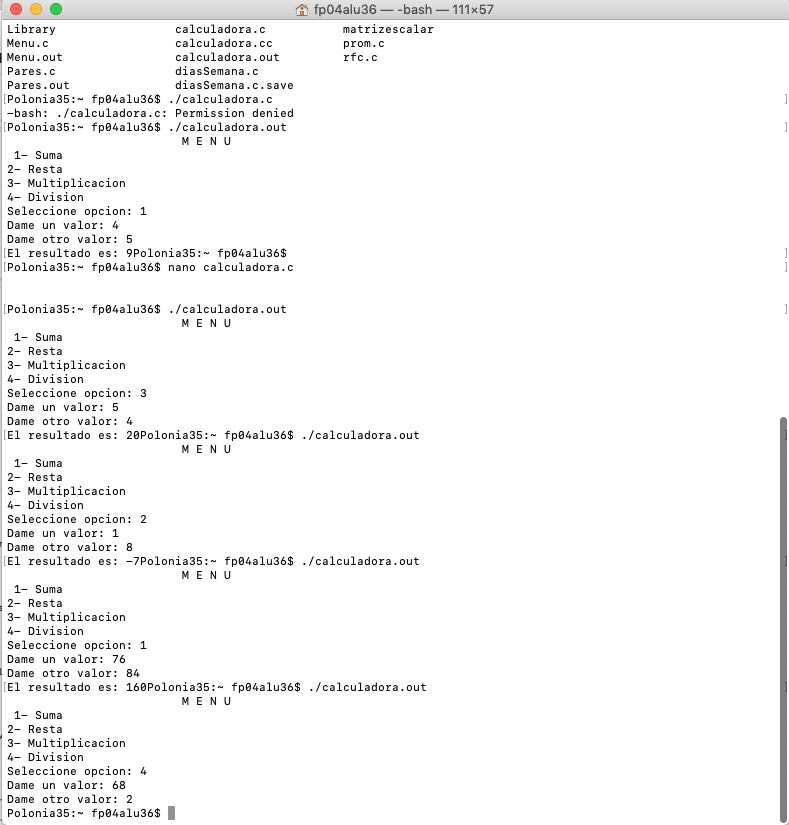 fp04alu36 — -bash — 111×57
Library calculadora.c matrizescalar
Menu.c calculadora.cc prom.c
Menu.out calculadora.out rfc.c
Pares.c diasSemana.c
Pares.out diasSemana.c.save
[Polonia35:~ fp04alu36$ ./calculadora.c ]
-bash: ./calculadora.c: Permission denied
[Polonia35:~ fp04alu36$ ./calculadora.out ]
M E N U
1- Suma
2- Resta
3- Multiplicacion
4- Division
Seleccione opcion: 1
Dame un valor: 4
Dame otro valor: 5
[El resultado es: 9Polonia35:~ fp04alu36$ ]
[Polonia35:~ fp04alu36$ nano calculadora.c ]
[Polonia35:~ fp04alu36$ ./calculadora.out ]
M E N U
1- Suma
2- Resta
3- Multiplicacion
4- Division
Seleccione opcion: 3
Dame un valor: 5
Dame otro valor: 4
[El resultado es: 20Polonia35:~ fp04alu36$ ./calculadora.out ]
M E N U
1- Suma
2- Resta
3- Multiplicacion
4- Division
Seleccione opcion: 2
Dame un valor: 1
Dame otro valor: 8
[El resultado es: -7Polonia35:~ fp04alu36$ ./calculadora.out ]
M E N U
1- Suma
2- Resta
3- Multiplicacion
4- Division
Seleccione opcion: 1
Dame un valor: 76
Dame otro valor: 84
[El resultado es: 160Polonia35:~ fp04alu36$ ./calculadora.out ]
M E N U
1- Suma
2- Resta
3- Multiplicacion
4- Division
Seleccione opcion: 4
Dame un valor: 68
Dame otro valor: 2
Polonia35:~ fp04alu36$